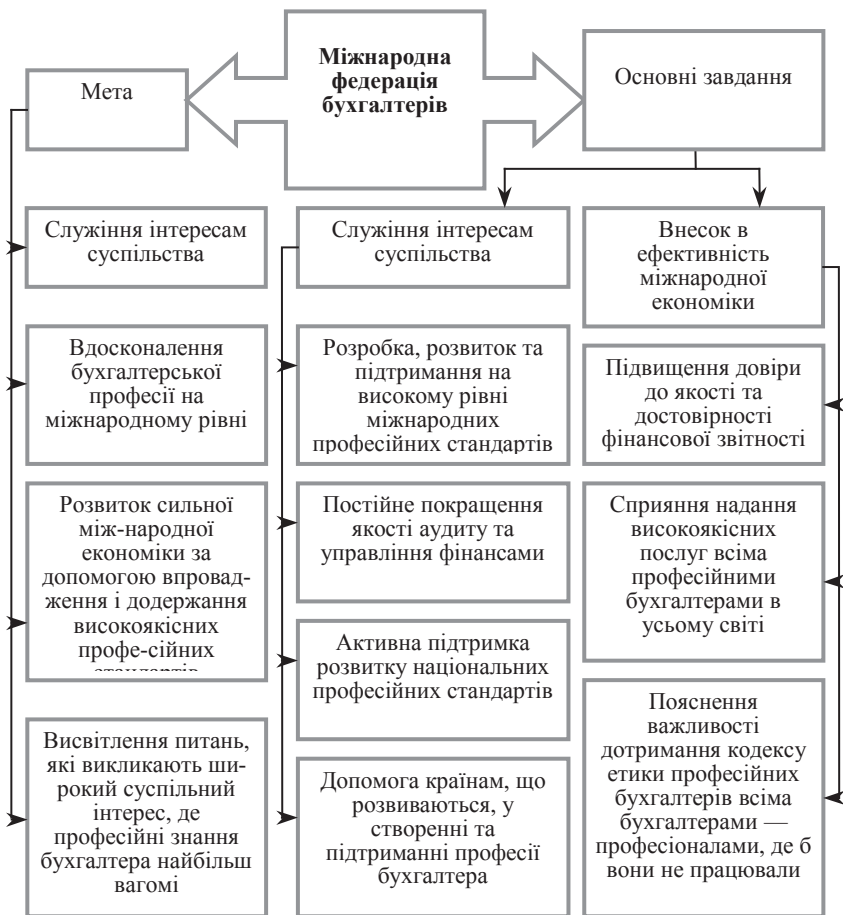 Міжнародна
федерація
бухгалтерів
Мета
Основні завдання
Служіння інтересам
суспільства
Вдосконалення
бухгалтерської
професії на
міжнародному рівні
Розвиток сильної
між-народної
економіки за
допомогою впровад-
ження і додержання
високоякісних
профе-сійних
стандартів
Висвітлення питань,
які викликають ши-
рокий суспільний
інтерес, де
професійні знання
бухгалтера найбільш
вагомі
Служіння інтересам
суспільства
Розробка, розвиток та
підтримання на
високому рівні
міжнародних
професійних стандартів
Постійне покращення
якості аудиту та
управління фінансами
Активна підтримка
розвитку національних
професійних стандартів
Допомога країнам, що
розвиваються, у
створенні та
підтриманні професії
бухгалтера
Внесок в
ефективність
міжнародної
економіки
Підвищення довіри
до якості та
достовірності
фінансової звітності
Сприяння надання
високоякісних
послуг всіма
професійними
бухгалтерами в
усьому світі
Пояснення
важливості
дотримання кодексу
етики професійних
бухгалтерів всіма
бухгалтерами —
професіоналами, де б
вони не працювали